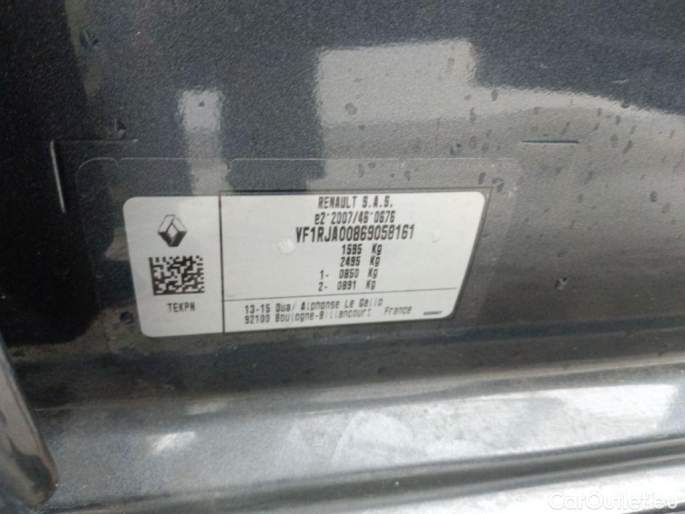 RENAULT S.A.S.
e2*2007/46*0676
VF1RJA00869058161
1595 Kg
2495 Kg
1- 0850 Kg
2- 0891 Kg
TEKPN
13-15 Quai Alphonse Le Gallo
92100 Boulogne-Billancourt France
CarOutlet.eu